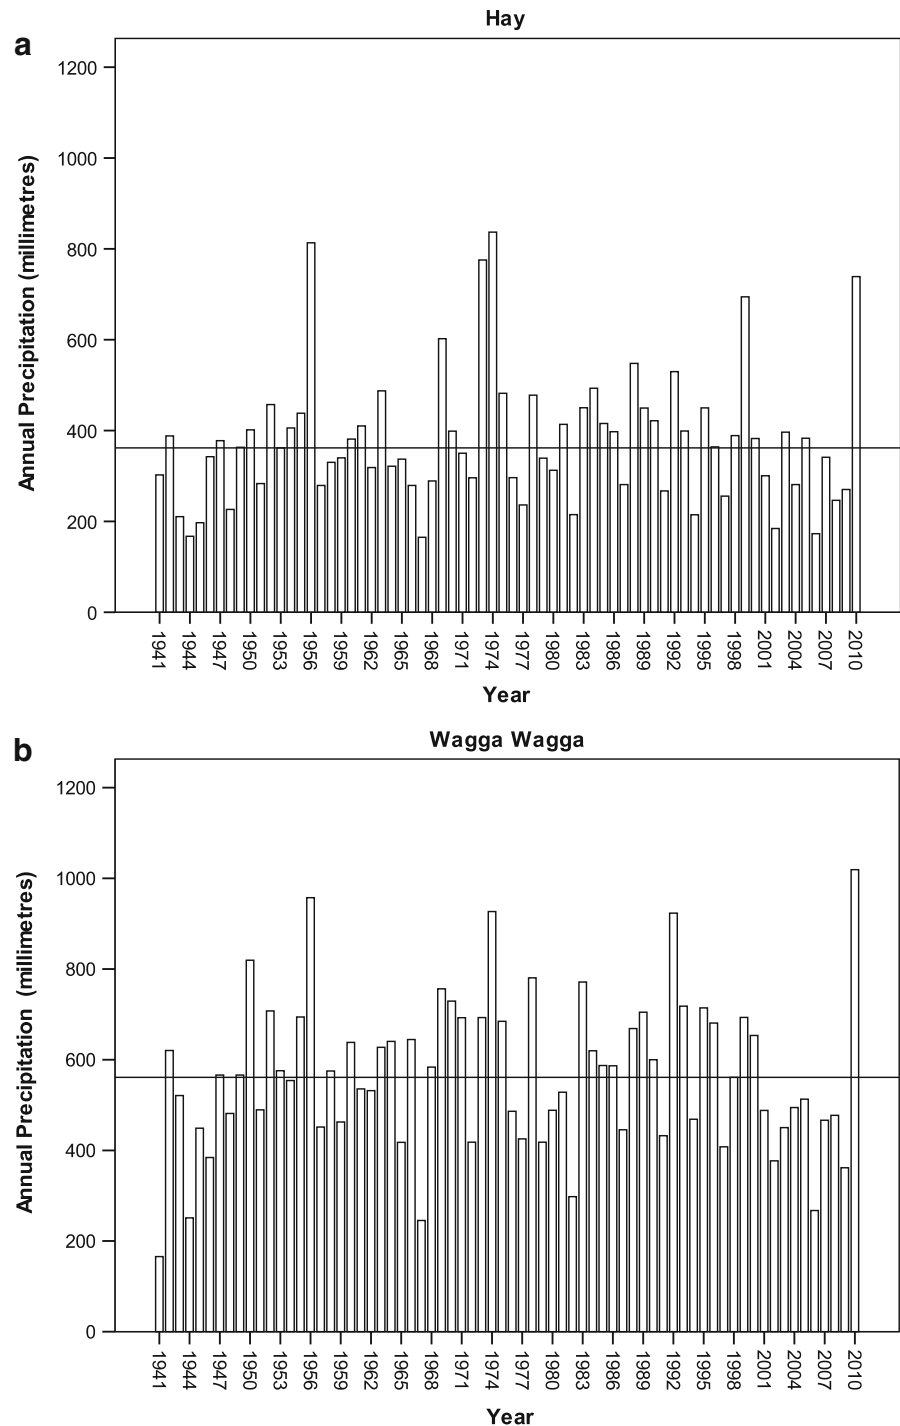 Hay
a
Annual Precipitation (millimetres)
1200
1000
800
600
400
200
0
1941 1944 1947 1950 1953 1956 1959 1962 1965 1968 1971 1974 1977 1980 1983 1986 1989 1992 1995 1998 2001 2004 2007 2010
Year
Wagga Wagga
b
Annual Precipitation (millimetres)
1200
1000
800
600
400
200
0
1941 1944 1947 1950 1953 1956 1959 1962 1965 1968 1971 1974 1977 1980 1983 1986 1989 1992 1995 1998 2001 2004 2007 2010
Year